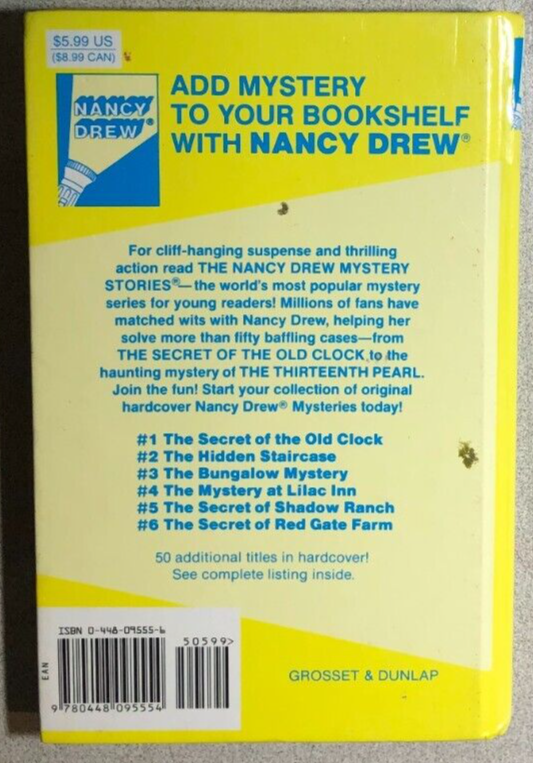 $5.99 US
($8.99 CAN)
NANCY
DREW®
ADD MYSTERY
TO YOUR BOOKSHELF
WITH NANCY DREW®
For cliff-hanging suspense and thrilling
action read THE NANCY DREW MYSTERY
STORIES®—the world's most popular mystery
series for young readers! Millions of fans have
matched wits with Nancy Drew, helping her
solve more than fifty baffling cases—from
THE SECRET OF THE OLD CLOCK to the
haunting mystery of THE THIRTEENTH PEARL.
Join the fun! Start your collection of original
hardcover Nancy Drew® Mysteries today!
#1 The Secret of the Old Clock
#2 The Hidden Staircase
#3 The Bungalow Mystery
#4 The Mystery at Lilac Inn
#5 The Secret of Shadow Ranch
#6 The Secret of Red Gate Farm
50 additional titles in hardcover!
See complete listing inside.
ISBN 0-448-09555-6
50599>
EAN
9 780448 095554
GROSSET & DUNLAP